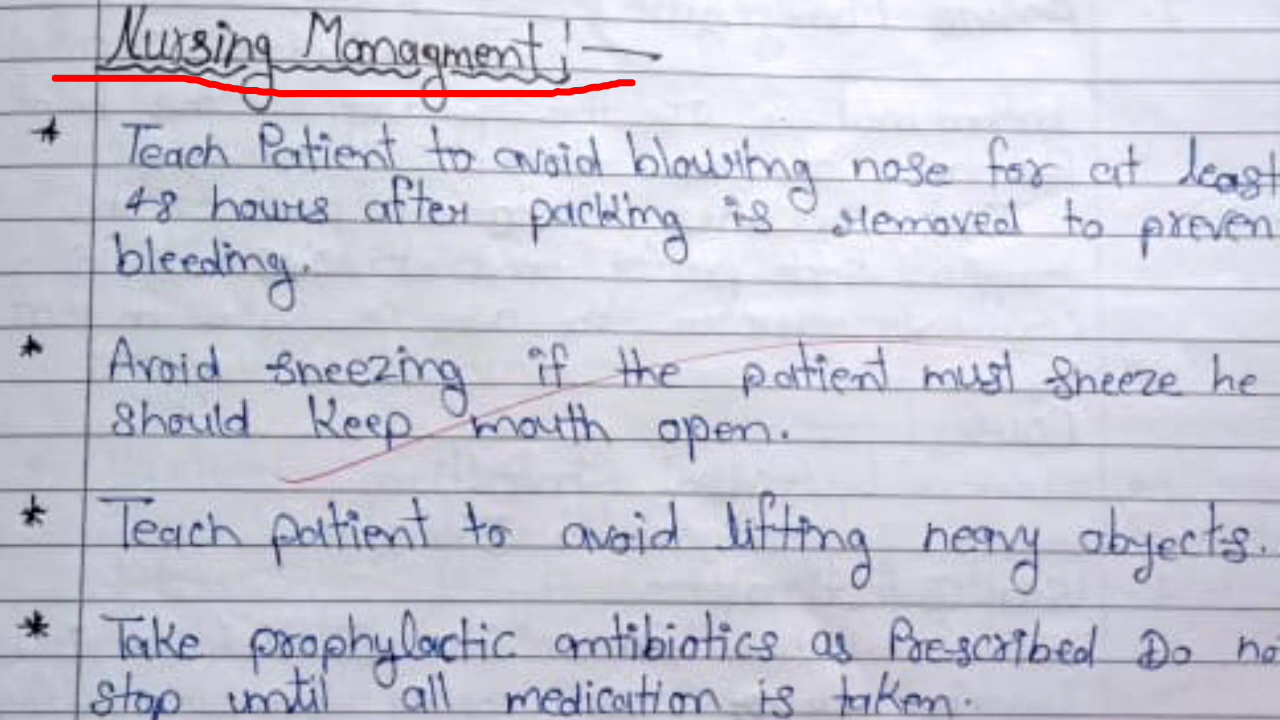 Nursing Managment :-
* Teach Patient to avoid blowing nose for at least
48 hours after packing is removed to preven
bleeding.
* Avoid sneezing if the patient must sneeze he
should keep mouth open.
* Teach patient to avoid lifting heavy objects.
* Take prophylactic antibiotics as Prescribed Do no
stop until all medication is taken.